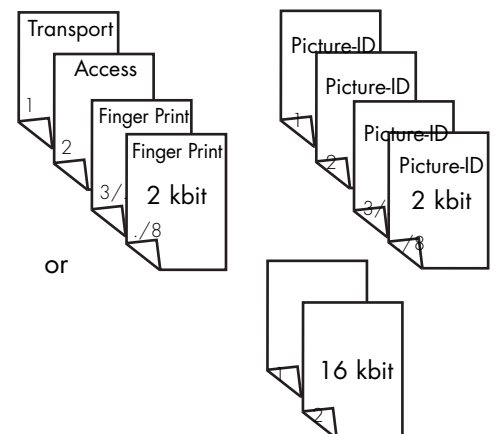 Transport
1
Access
2
Finger Print
3/.
Finger Print
2 kbit
./8
or
Picture-ID
1
Picture-ID
2
Picture-ID
3/
Picture-ID
2 kbit
/8
1
16 kbit
2